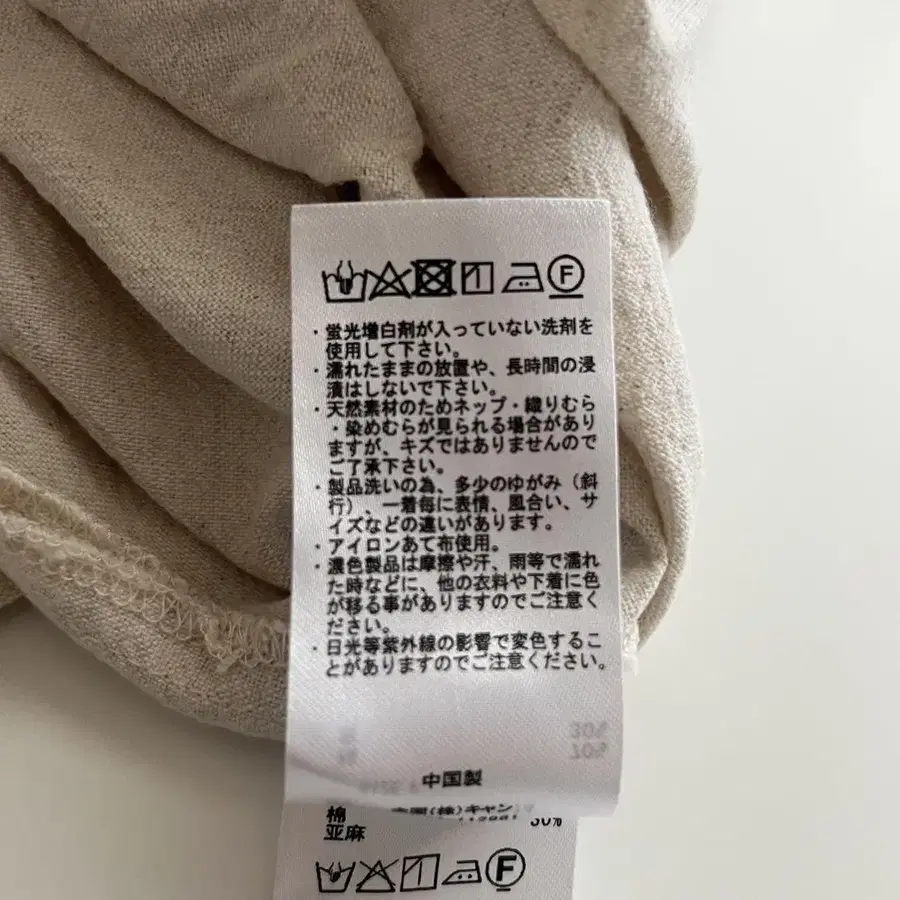 F
・蛍光増白剤が入っていない洗剤を
使用して下さい。
・濡れたままの放置や、長時間の浸
漬はしないで下さい。
・天然素材のためネップ・織りむら
・染めむらが見られる場合があり
ますが、キズではありませんので
ご了承下さい。
・製品洗いの為、多少のゆがみ（斜
行）、一着毎に表情、風合い、サ
イズなどの違いがあります。
・アイロンあて布使用。
・濃色製品は摩擦や汗、雨等で濡れ
た時などに、他の衣料や下着に色
が移る事がありますのでご注意く
ださい。
・日光等紫外線の影響で変色するこ
とがありますのでご注意ください。
30%
70%
中国製
棉
(株)キャン
亚麻 30%
F